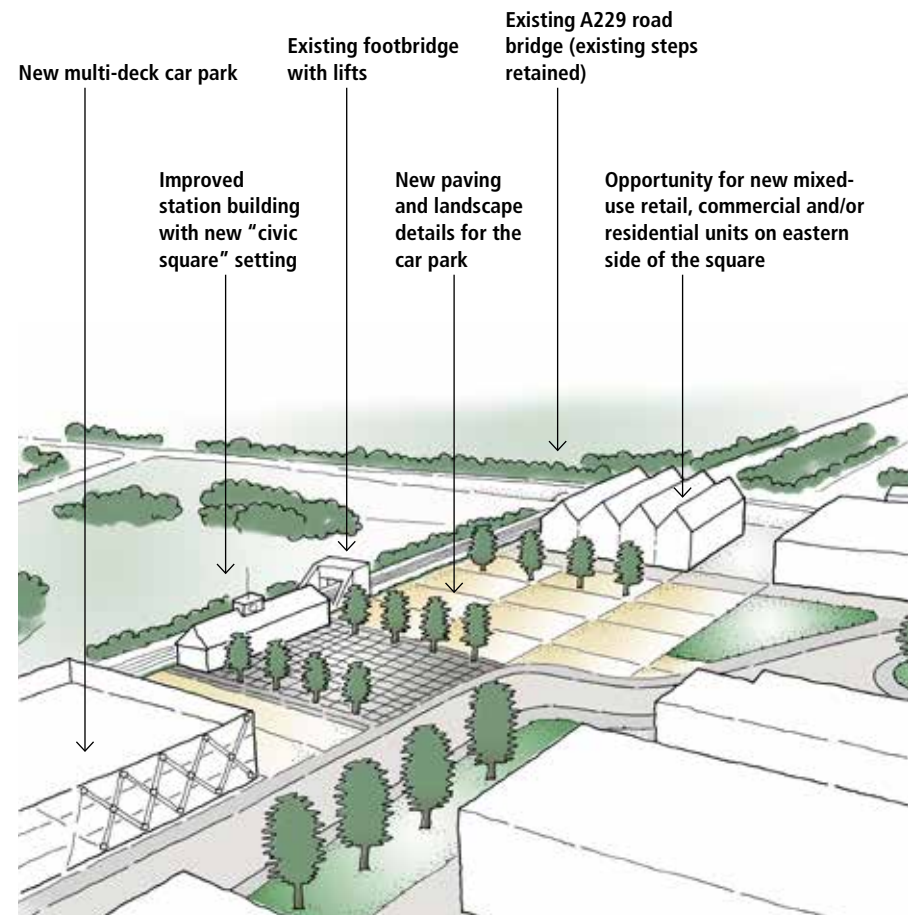 New multi-deck car park
Existing footbridge
with lifts
Existing A229 road
bridge (existing steps
retained)
Improved
station building
with new “civic
square” setting
New paving
and landscape
details for the
car park
Opportunity for new mixed-
use retail, commercial and/or
residential units on eastern
side of the square